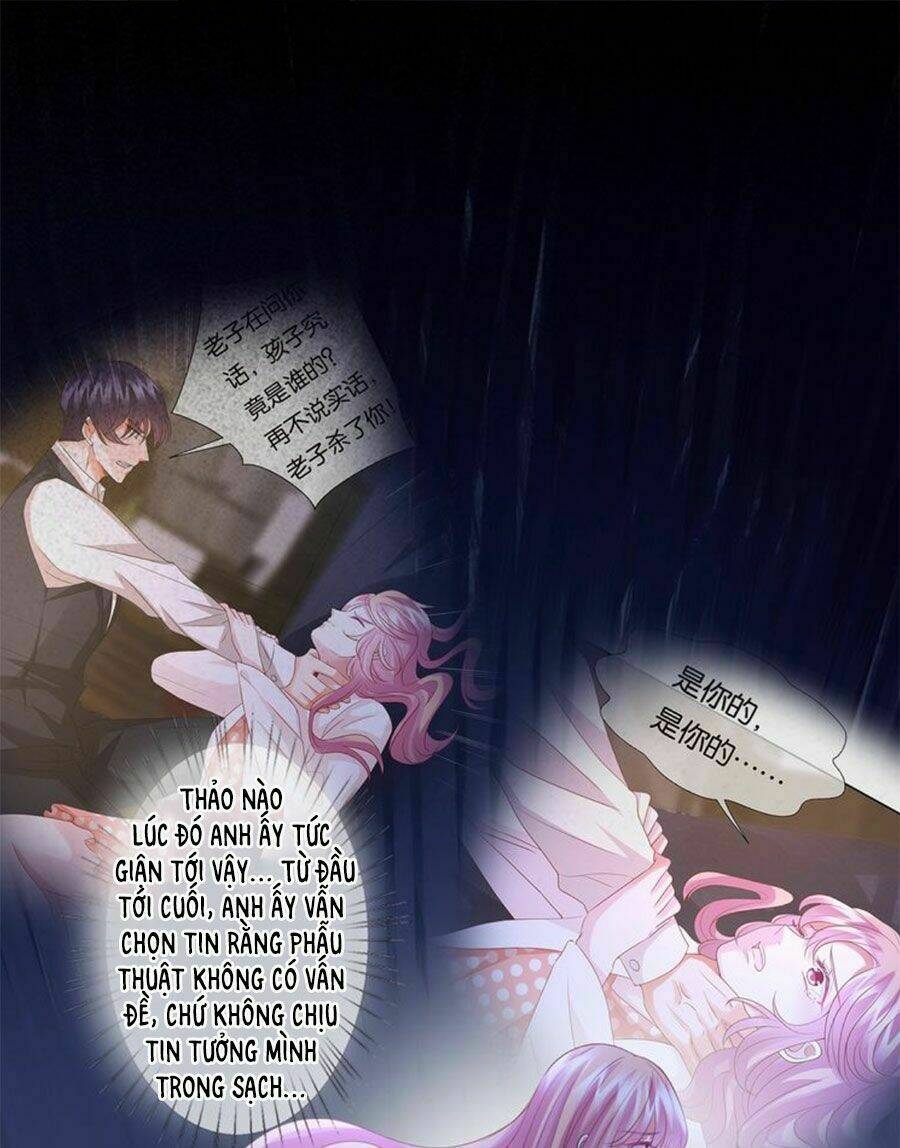 老子在问你
话，孩子究
竟是谁的？
再不说实话，
老子杀了你！
是你的，
是你的……
THẢO NÀO
LÚC ĐÓ ANH ẤY TỨC
GIẬN TỚI VẬY... TỪ ĐẦU
TỚI CUỐI, ANH ẤY VẪN
CHỌN TIN RẰNG PHẪU
THUẬT KHÔNG CÓ VẤN
ĐỀ, CHỨ KHÔNG CHỊU
TIN TƯỞNG MÌNH
TRONG SẠCH...